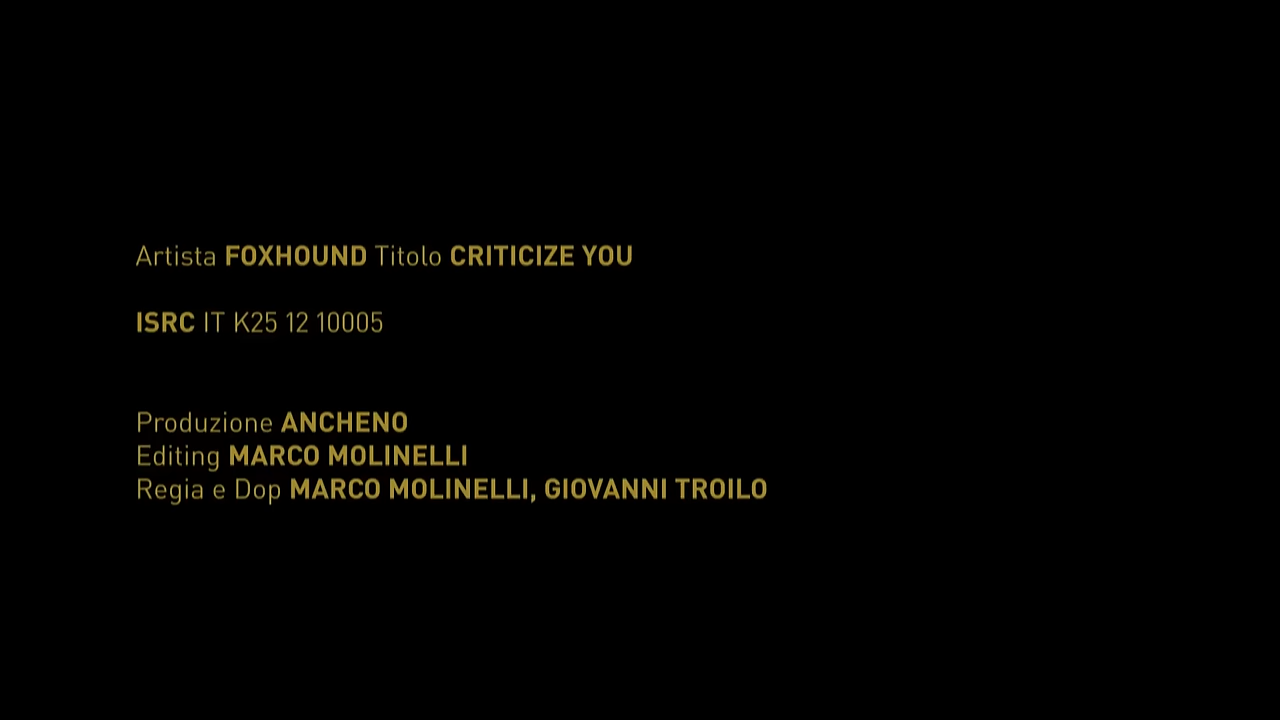 Artista FOXHOUND Titolo CRITICIZE YOU
ISRC IT K25 12 10005
Produzione ANCHENO
Editing MARCO MOLINELLI
Regia e Dop MARCO MOLINELLI, GIOVANNI TROILO